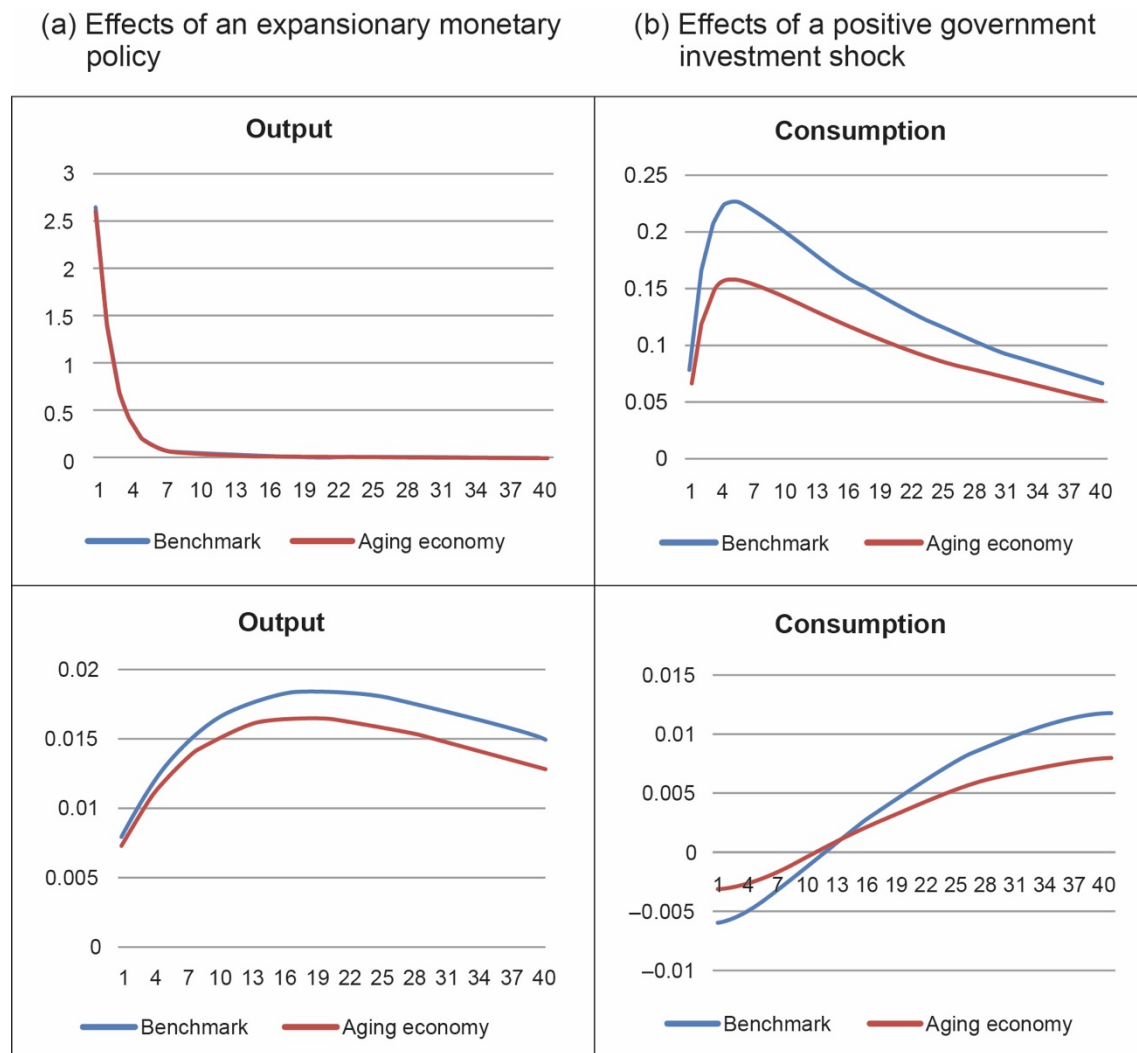 (a) Effects of an expansionary monetary
policy
(b) Effects of a positive government
investment shock
Output
3
2.5
2
1.5
1
0.5
0
1 4 7 10 13 16 19 22 25 28 31 34 37 40
Benchmark Aging economy
Consumption
0.25
0.2
0.15
0.1
0.05
0
1 4 7 10 13 16 19 22 25 28 31 34 37 40
Benchmark Aging economy
Output
0.02
0.015
0.01
0.005
0
1 4 7 10 13 16 19 22 25 28 31 34 37 40
Benchmark Aging economy
Consumption
0.015
0.01
0.005
0
1 4 7 10 13 16 19 22 25 28 31 34 37 40
–0.005
–0.01
Benchmark Aging economy